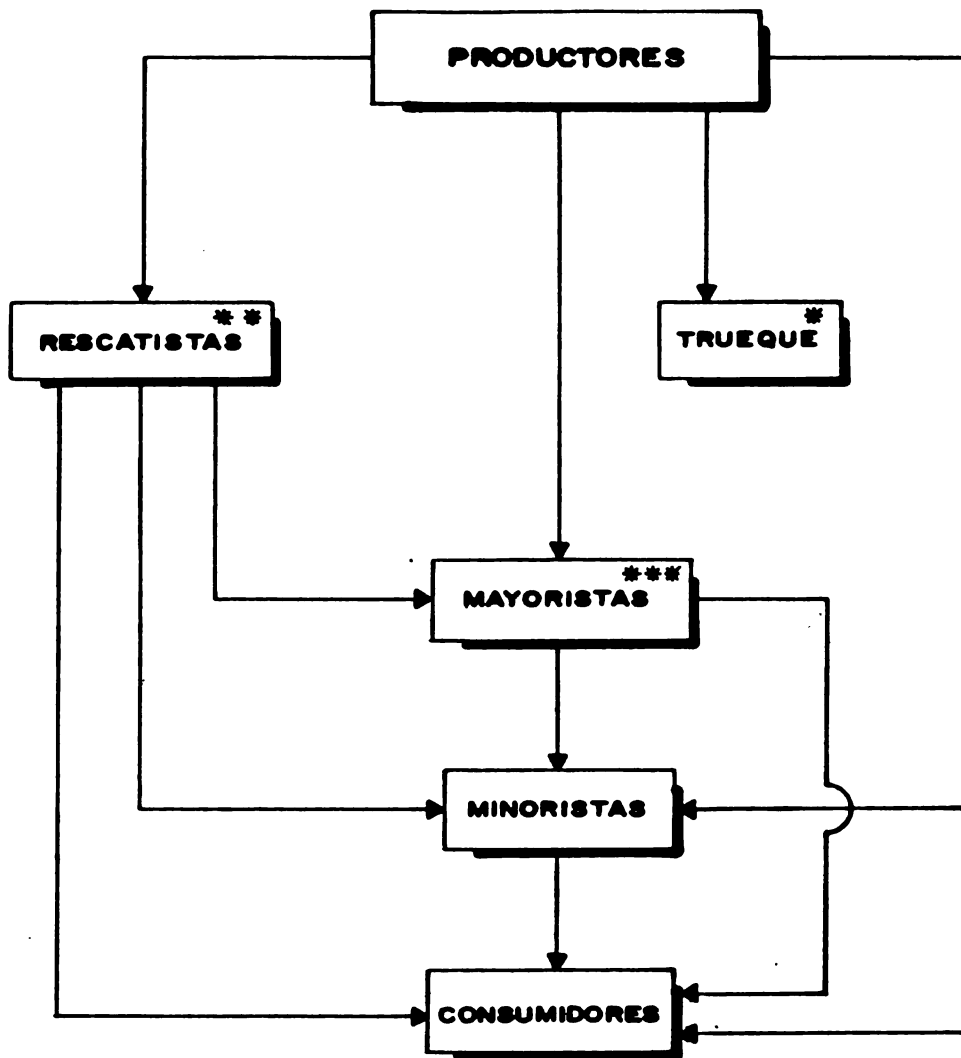 PRODUCTORES
RESCATISTAS **
TRUEQUE *
MAYORISTAS ***
MINORISTAS
CONSUMIDORES